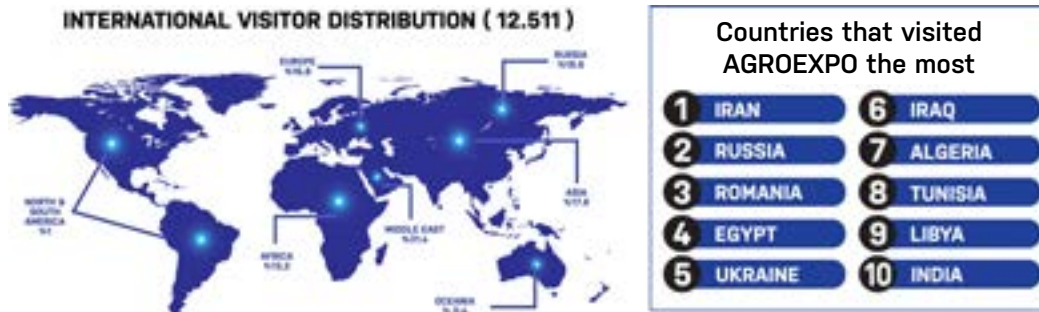 INTERNATIONAL VISITOR DISTRIBUTION ( 12.511 )
EUROPE
RUSSIA
NORTH &
SOUTH
AMERICA
%1
AFRICA
MIDDLE EAST
ASIA
OCEANIA
Countries that visited
AGROEXPO the most
1 IRAN
2 RUSSIA
3 ROMANIA
4 EGYPT
5 UKRAINE
6 IRAQ
7 ALGERIA
8 TUNISIA
9 LIBYA
10 INDIA